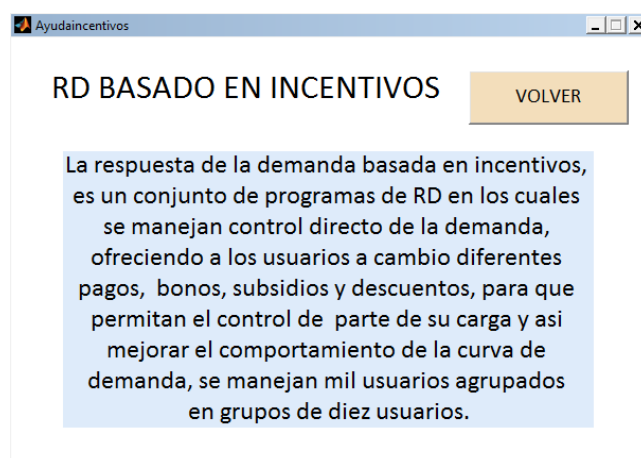 Ayudaincentivos
RD BASADO EN INCENTIVOS
VOLVER
La respuesta de la demanda basada en incentivos,
es un conjunto de programas de RD en los cuales
se manejan control directo de la demanda,
ofreciendo a los usuarios a cambio diferentes
pagos, bonos, subsidios y descuentos, para que
permitan el control de parte de su carga y asi
mejorar el comportamiento de la curva de
demanda, se manejan mil usuarios agrupados
en grupos de diez usuarios.